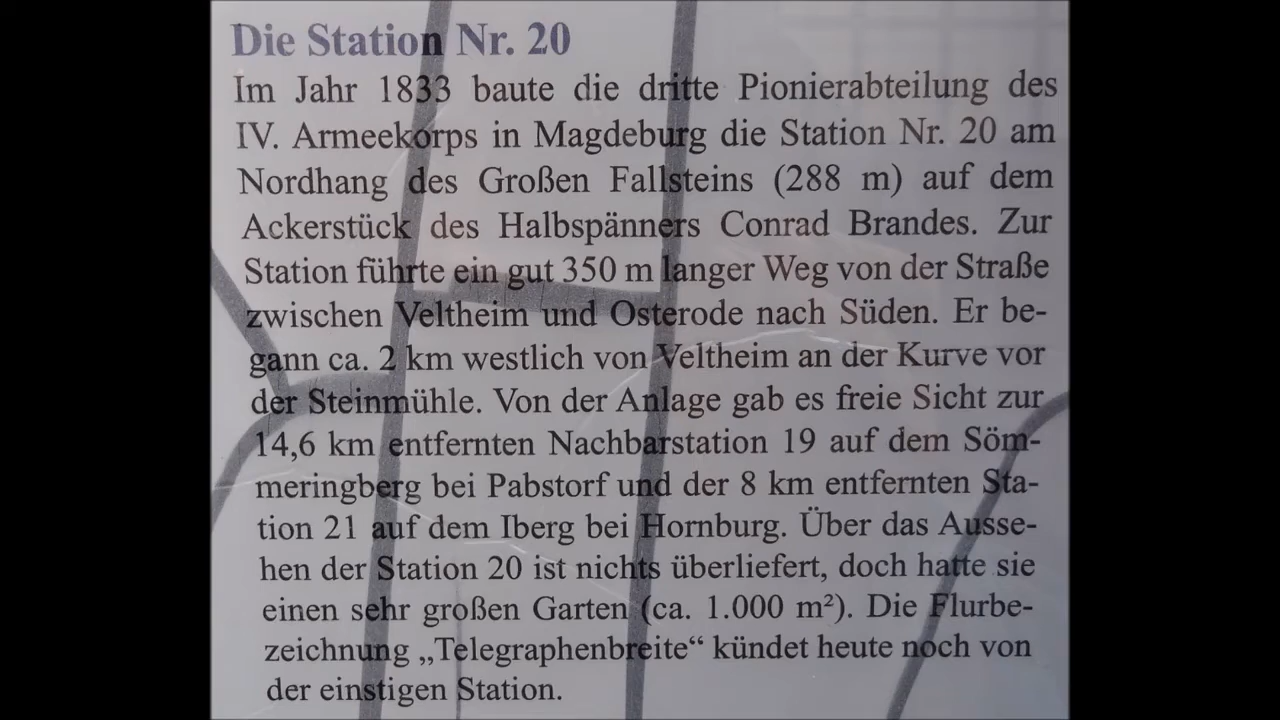 Die Station Nr. 20
Im Jahr 1833 baute die dritte Pionierabteilung des
IV. Armeekorps in Magdeburg die Station Nr. 20 am
Nordhang des Großen Fallsteins (288 m) auf dem
Ackerstück des Halbspänners Conrad Brandes. Zur
Station führte ein gut 350 m langer Weg von der Straße
zwischen Veltheim und Osterode nach Süden. Er be-
gann ca. 2 km westlich von Veltheim an der Kurve vor
der Steinmühle. Von der Anlage gab es freie Sicht zur
14,6 km entfernten Nachbarstation 19 auf dem Söm-
meringberg bei Pabstorf und der 8 km entfernten Sta-
tion 21 auf dem Iberg bei Hornburg. Über das Ausse-
hen der Station 20 ist nichts überliefert, doch hatte sie
einen sehr großen Garten (ca. 1.000 m²). Die Flurbe-
zeichnung „Telegraphenbreite“ kündet heute noch von
der einstigen Station.